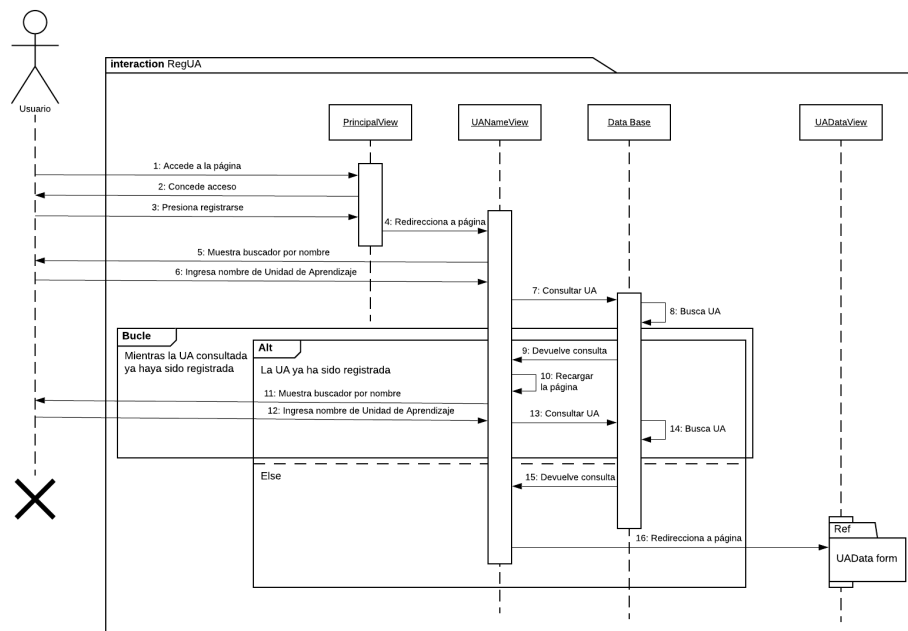 interaction RegUA
Usuario
PrincipalView
UANameView
Data Base
UADataView
1: Accede a la página
2: Concede acceso
3: Presiona registrarse
4: Redirecciona a página
5: Muestra buscador por nombre
6: Ingresa nombre de Unidad de Aprendizaje
7: Consultar UA
8: Busca UA
Bucle
Mientras la UA consultada
ya haya sido registrada
Alt
La UA ya ha sido registrada
9: Devuelve consulta
10: Recargar
la página
11: Muestra buscador por nombre
12: Ingresa nombre de Unidad de Aprendizaje
13: Consultar UA
14: Busca UA
Else
15: Devuelve consulta
16: Redirecciona a página
Ref
UAData form